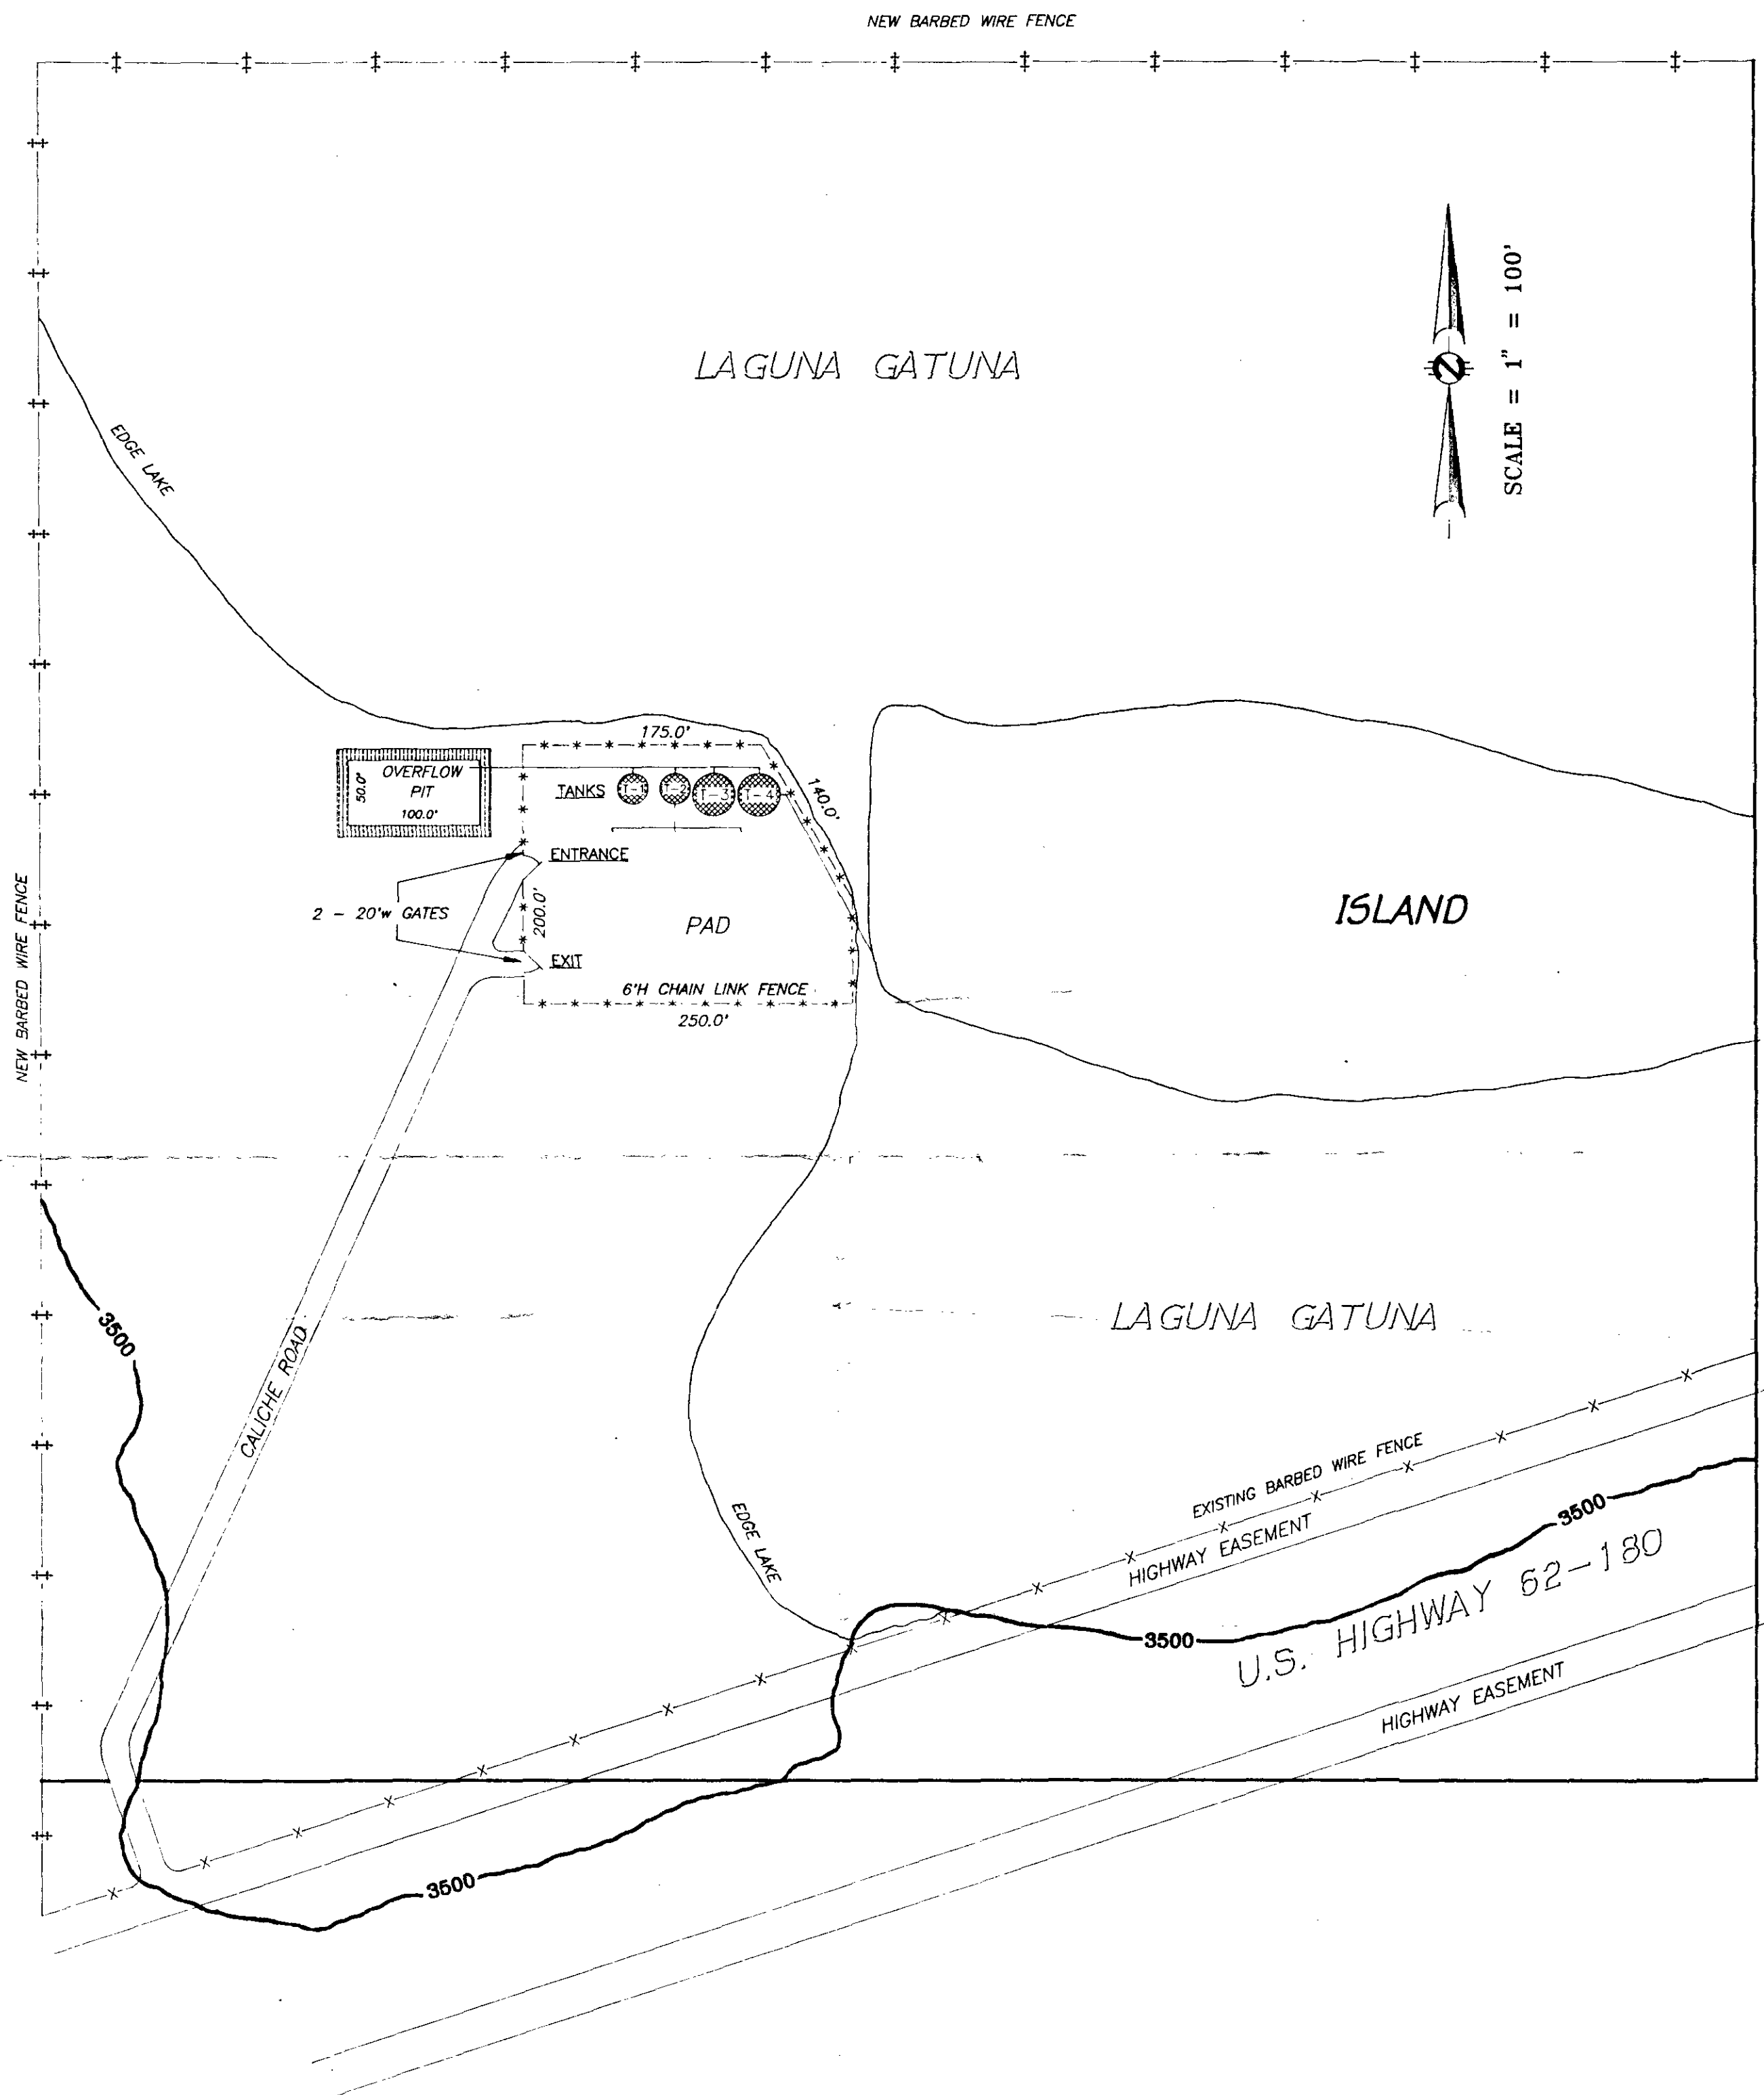 NEW BARBED WIRE FENCE
LAGUNA GATUNA
SCALE = 1" = 100'
N
EDGE LAKE
175.0'
140.0'
OVERFLOW
PIT
50.0'
100.0'
TANKS
T-1
T-2
T-3
T-4
ENTRANCE
2 - 20'w GATES
200.0'
PAD
ISLAND
EXIT
6'H CHAIN LINK FENCE
250.0'
NEW BARBED WIRE FENCE
3500
LAGUNA GATUNA
CALICHE ROAD
EXISTING BARBED WIRE FENCE
HIGHWAY EASEMENT
EDGE LAKE
3500
U.S. HIGHWAY 62-180
3500
HIGHWAY EASEMENT
3500